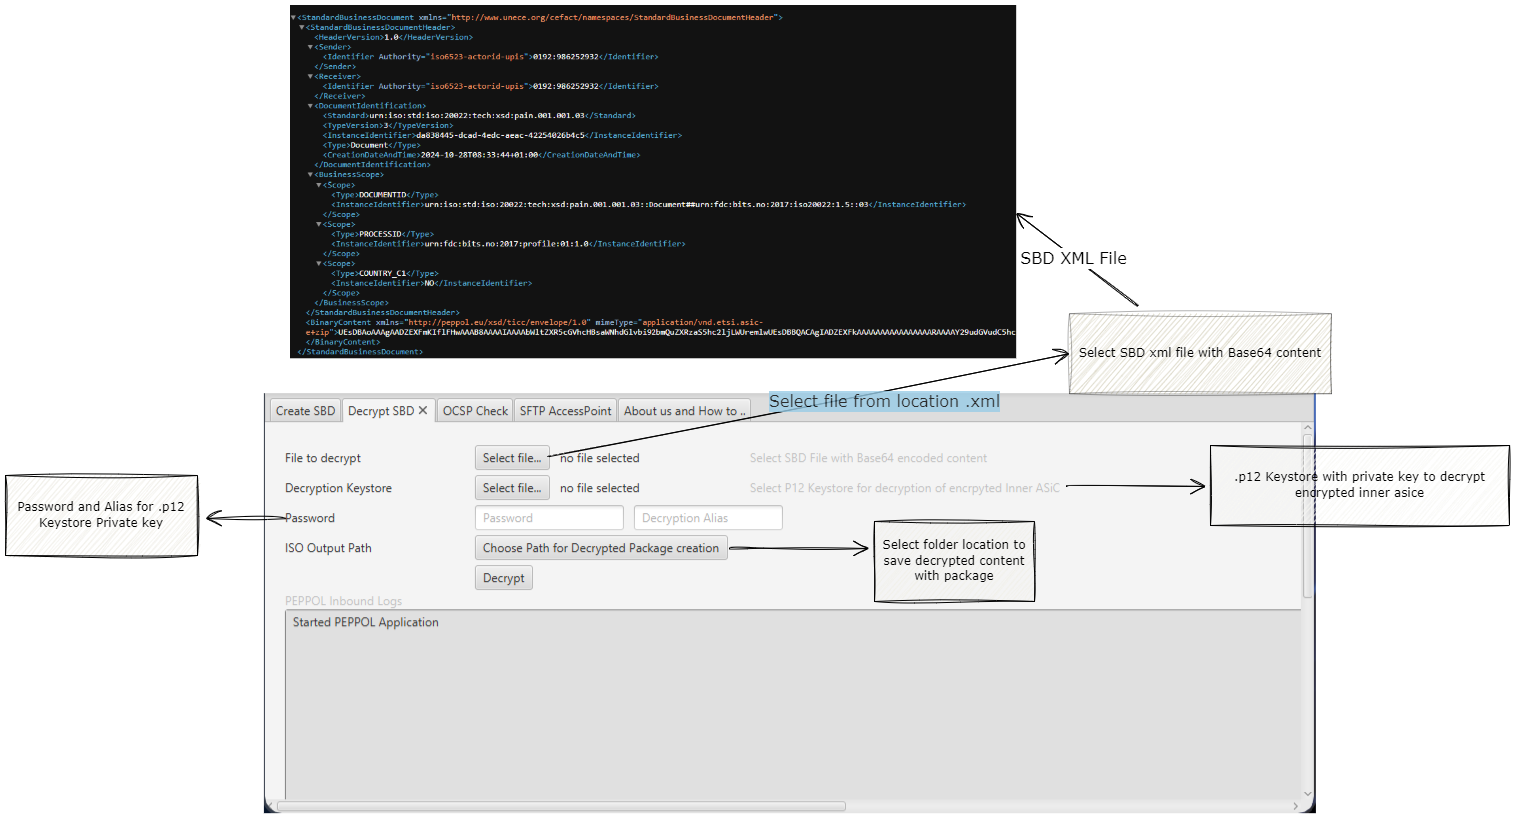 <StandardBusinessDocument xmlns="http://www.unece.org/cefact/namespaces/StandardBusinessDocumentHeader">
<StandardBusinessDocumentHeader>
<HeaderVersion>1.0</HeaderVersion>
<Sender>
<Identifier Authority="iso6523-actorid-upis">0192:986252932</Identifier>
</Sender>
<Receiver>
<Identifier Authority="iso6523-actorid-upis">0192:986252932</Identifier>
</Receiver>
<DocumentIdentification>
<Standard>urn:iso:std:iso:20022:tech:xsd:pain.001.001.03</Standard>
<TypeVersion>3</TypeVersion>
<InstanceIdentifier>da838445-dcad-4edc-aeac-42254026b4c5</InstanceIdentifier>
<Type>Document</Type>
<CreationDateAndTime>2024-10-28T08:33:44+01:00</CreationDateAndTime>
</DocumentIdentification>
<BusinessScope>
<Scope>
<Type>DOCUMENTID</Type>
<InstanceIdentifier>urn:iso:std:iso:20022:tech:xsd:pain.001.001.03::Document##urn:fdc:bits.no:2017:iso20022:1.5::03</InstanceIdentifier>
</Scope>
<Scope>
<Type>PROCESSID</Type>
<InstanceIdentifier>urn:fdc:bits.no:2017:profile:01:1.0</InstanceIdentifier>
</Scope>
<Scope>
<Type>COUNTRY_C1</Type>
<InstanceIdentifier>NO</InstanceIdentifier>
</Scope>
</BusinessScope>
</StandardBusinessDocumentHeader>
<BinaryContent xmlns="http://peppol.eu/xsd/ticc/envelope/1.0" mimeType="application/vnd.etsi.asic-
e+zip">
</BinaryContent>
</StandardBusinessDocument>
SBD XML File
Select SBD xml file with Base64 content
Select file from location .xml
Create SBD Decrypt SBD ✕ OCSP Check SFTP AccessPoint About us and How to ..
File to decrypt Select file... no file selected Select SBD File with Base64 encoded content
Decryption Keystore Select file... no file selected Select P12 Keystore for decryption of encrpyted Inner ASiC
.p12 Keystore with private key to decrypt
enrypted inner asice
Password and Alias for .p12
Keystore Private key
Password Password Decryption Alias
ISO Output Path Choose Path for Decrypted Package creation
Select folder location to
save decrypted content
with package
Decrypt
PEPPOL Inbound Logs
Started PEPPOL Application